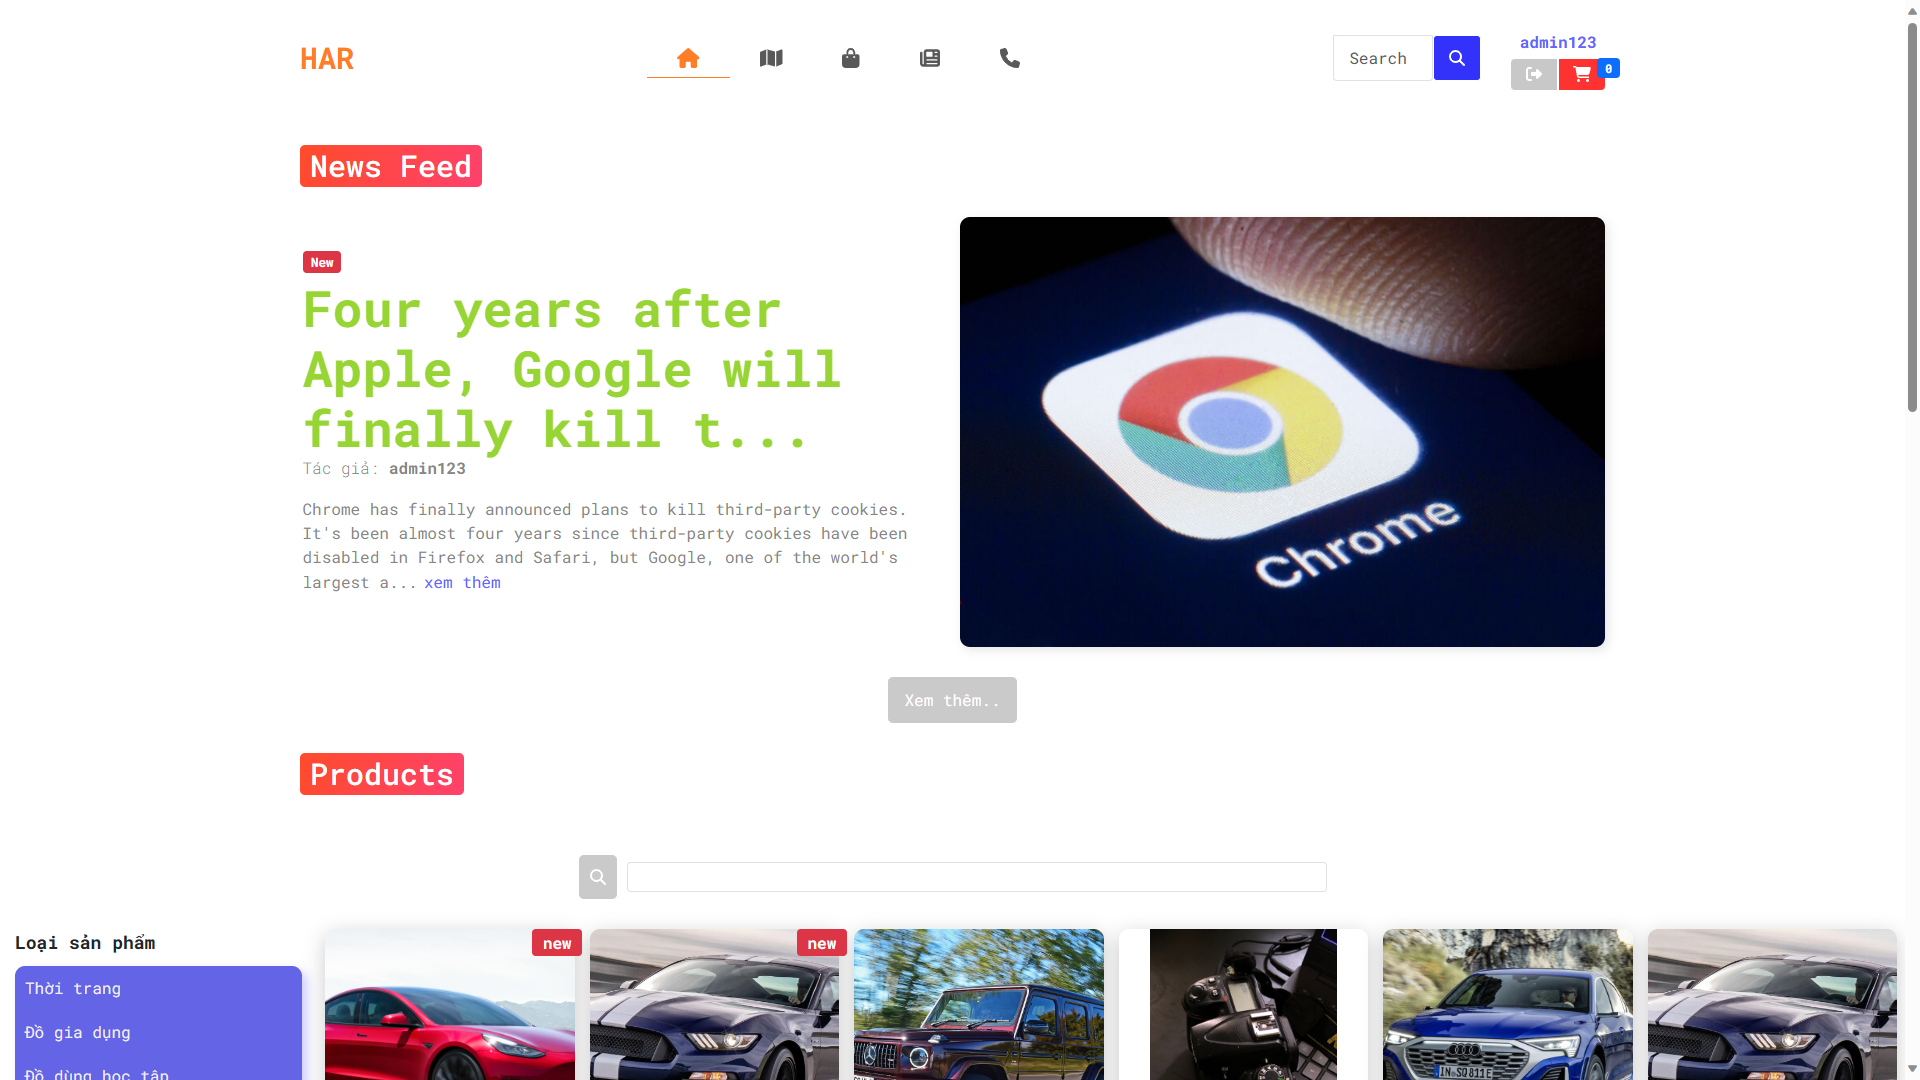 HAR
Search
admin123
0
News Feed
New
Four years after
Apple, Google will
finally kill t...
Tác giả: admin123
Chrome has finally announced plans to kill third-party cookies.
It's been almost four years since third-party cookies have been
disabled in Firefox and Safari, but Google, one of the world's
largest a... xem thêm
Chrome
Xem thêm..
Products
Loại sản phẩm
Thời trang
Đồ gia dụng
Đồ dùng học tập
new
new
IN SQ 811E